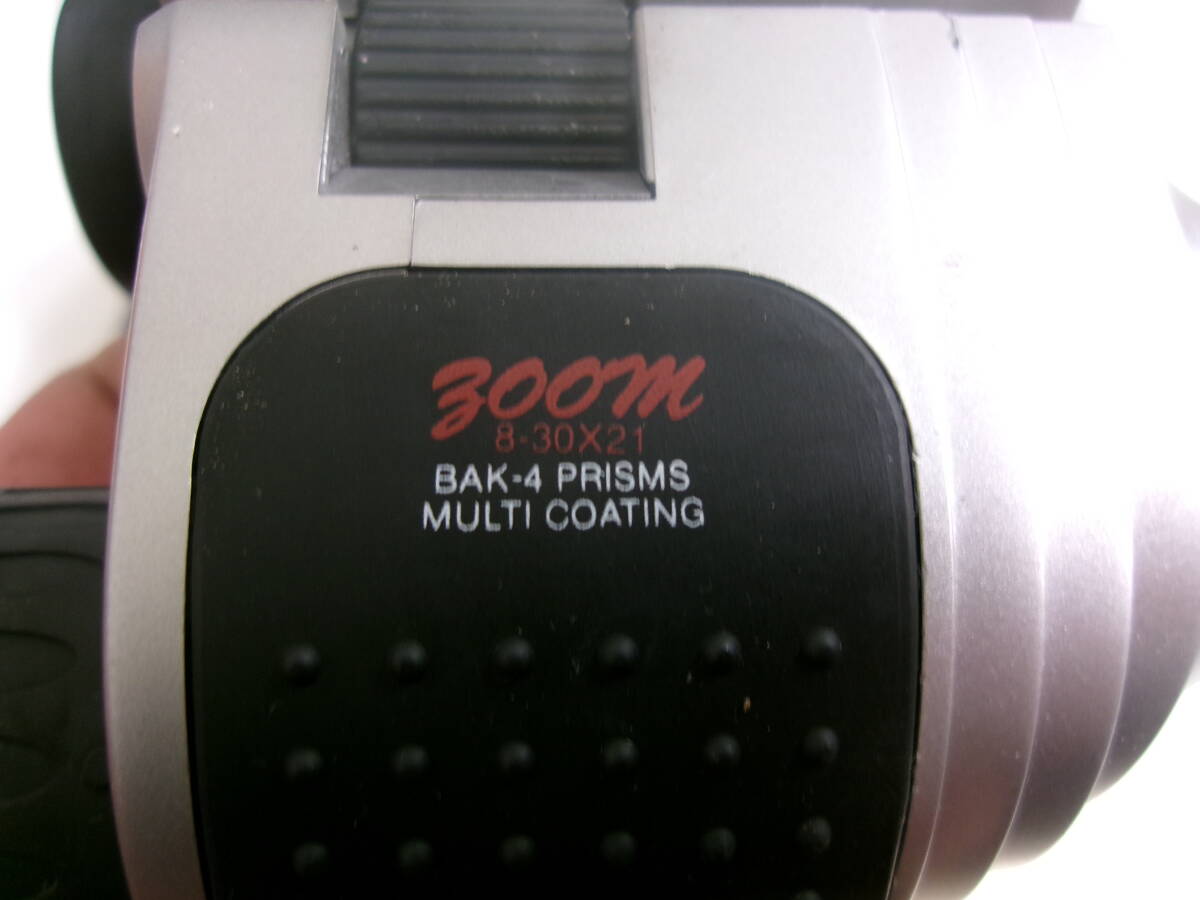 zoom
8-30X21
BAK-4 PRISMS
MULTI COATING